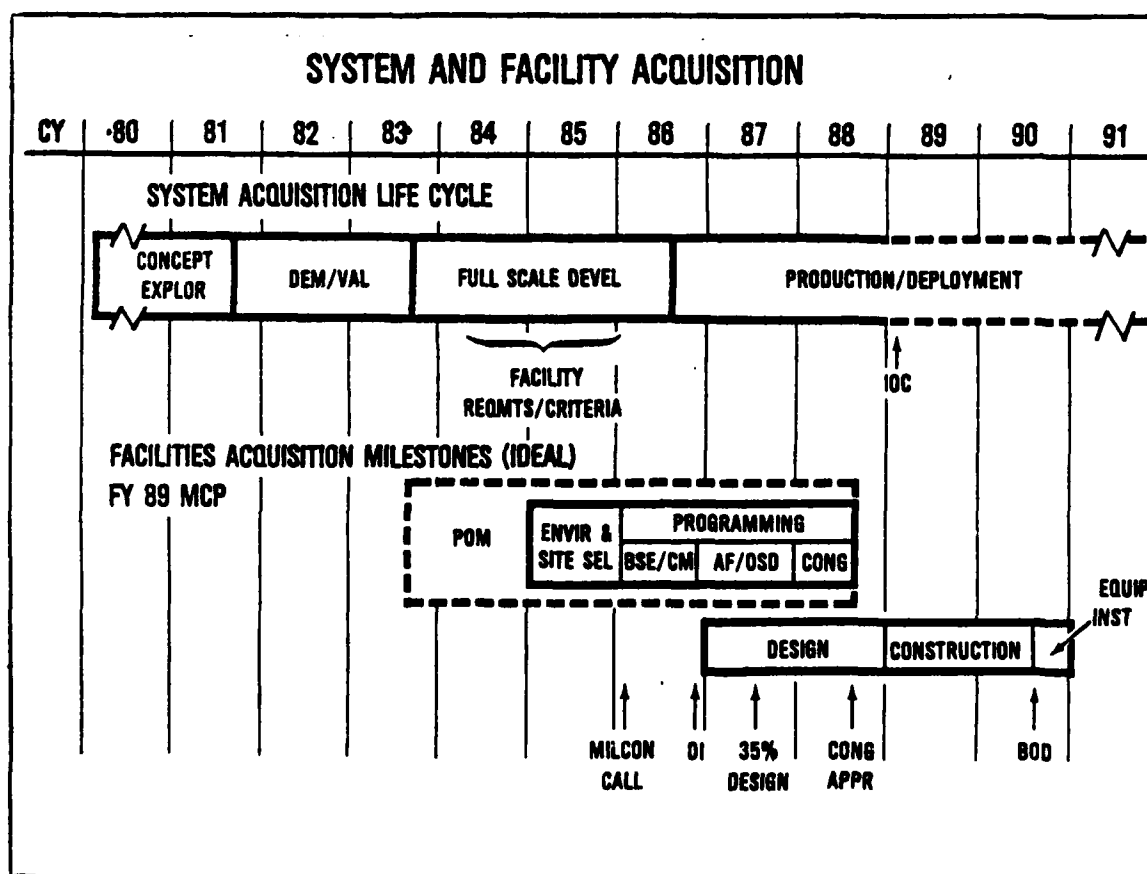 SYSTEM AND FACILITY ACQUISITION
CY 80 81 82 83 84 85 86 87 88 89 90 91
SYSTEM ACQUISITION LIFE CYCLE
CONCEPT
EXPLOR
DEM/VAL
FULL SCALE DEVEL
PRODUCTION/DEPLOYMENT
FACILITY
REQMTS/CRITERIA
IOC
FACILITIES ACQUISITION MILESTONES (IDEAL)
FY 89 MCP
POM
ENVIR &
SITE SEL
PROGRAMMING
BSE/CM
AF/OSD
CONG
EQUIP
INST
DESIGN
CONSTRUCTION
MILCON
CALL
DI
35%
DESIGN
CONG
APPR
BOD